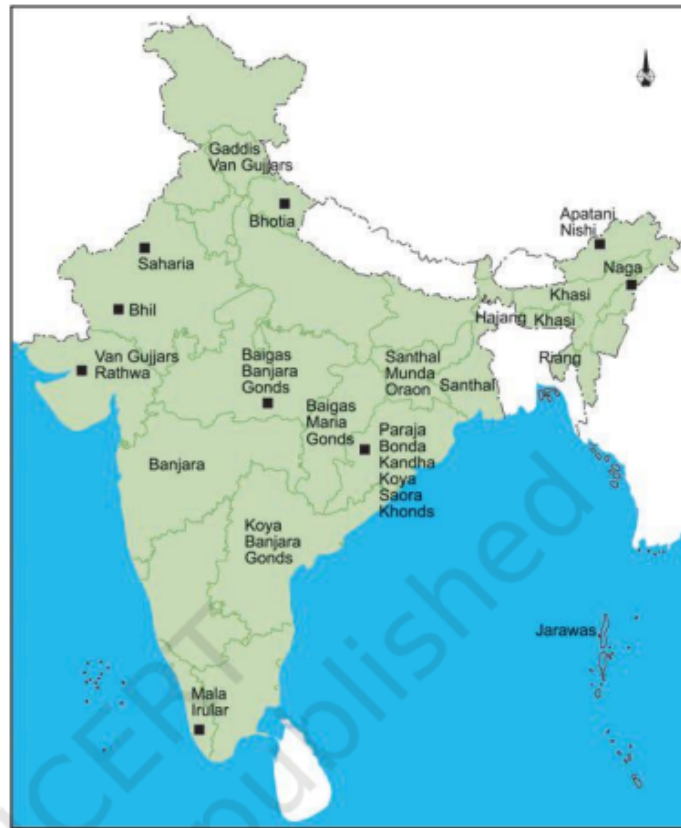 Gaddis
Van Gujjars
Bhotia
Apatani
Nishi
Saharia
Naga
Khasi
Bhil
Hajang
Khasi
Van Gujjars
Rathwa
Baigas
Banjara
Gonds
Santhal
Munda
Oraon
Santhal
Riang
Baigas
Maria
Gonds
Paraja
Bonda
Kandha
Koya
Saora
Khonds
Banjara
Koya
Banjara
Gonds
Jarawas
Mala
Irular
NCERT
published